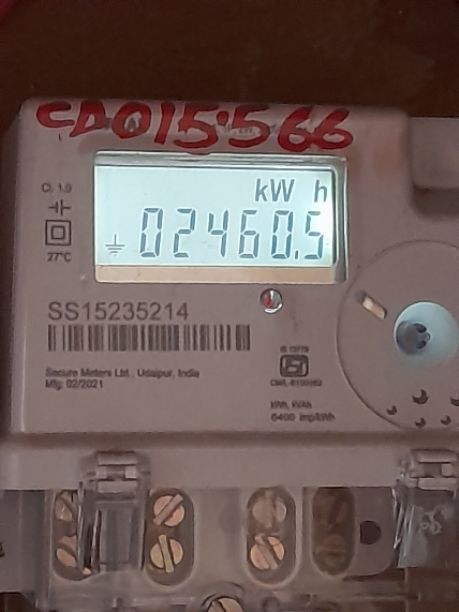 CD015566
kW h
Cl. 1.0
02460.5
27°C
SS15235214
Secure Meters Ltd., Udaipur, India
Mfg. 02/2021
kWh, kVAh
6400 imp/kWh